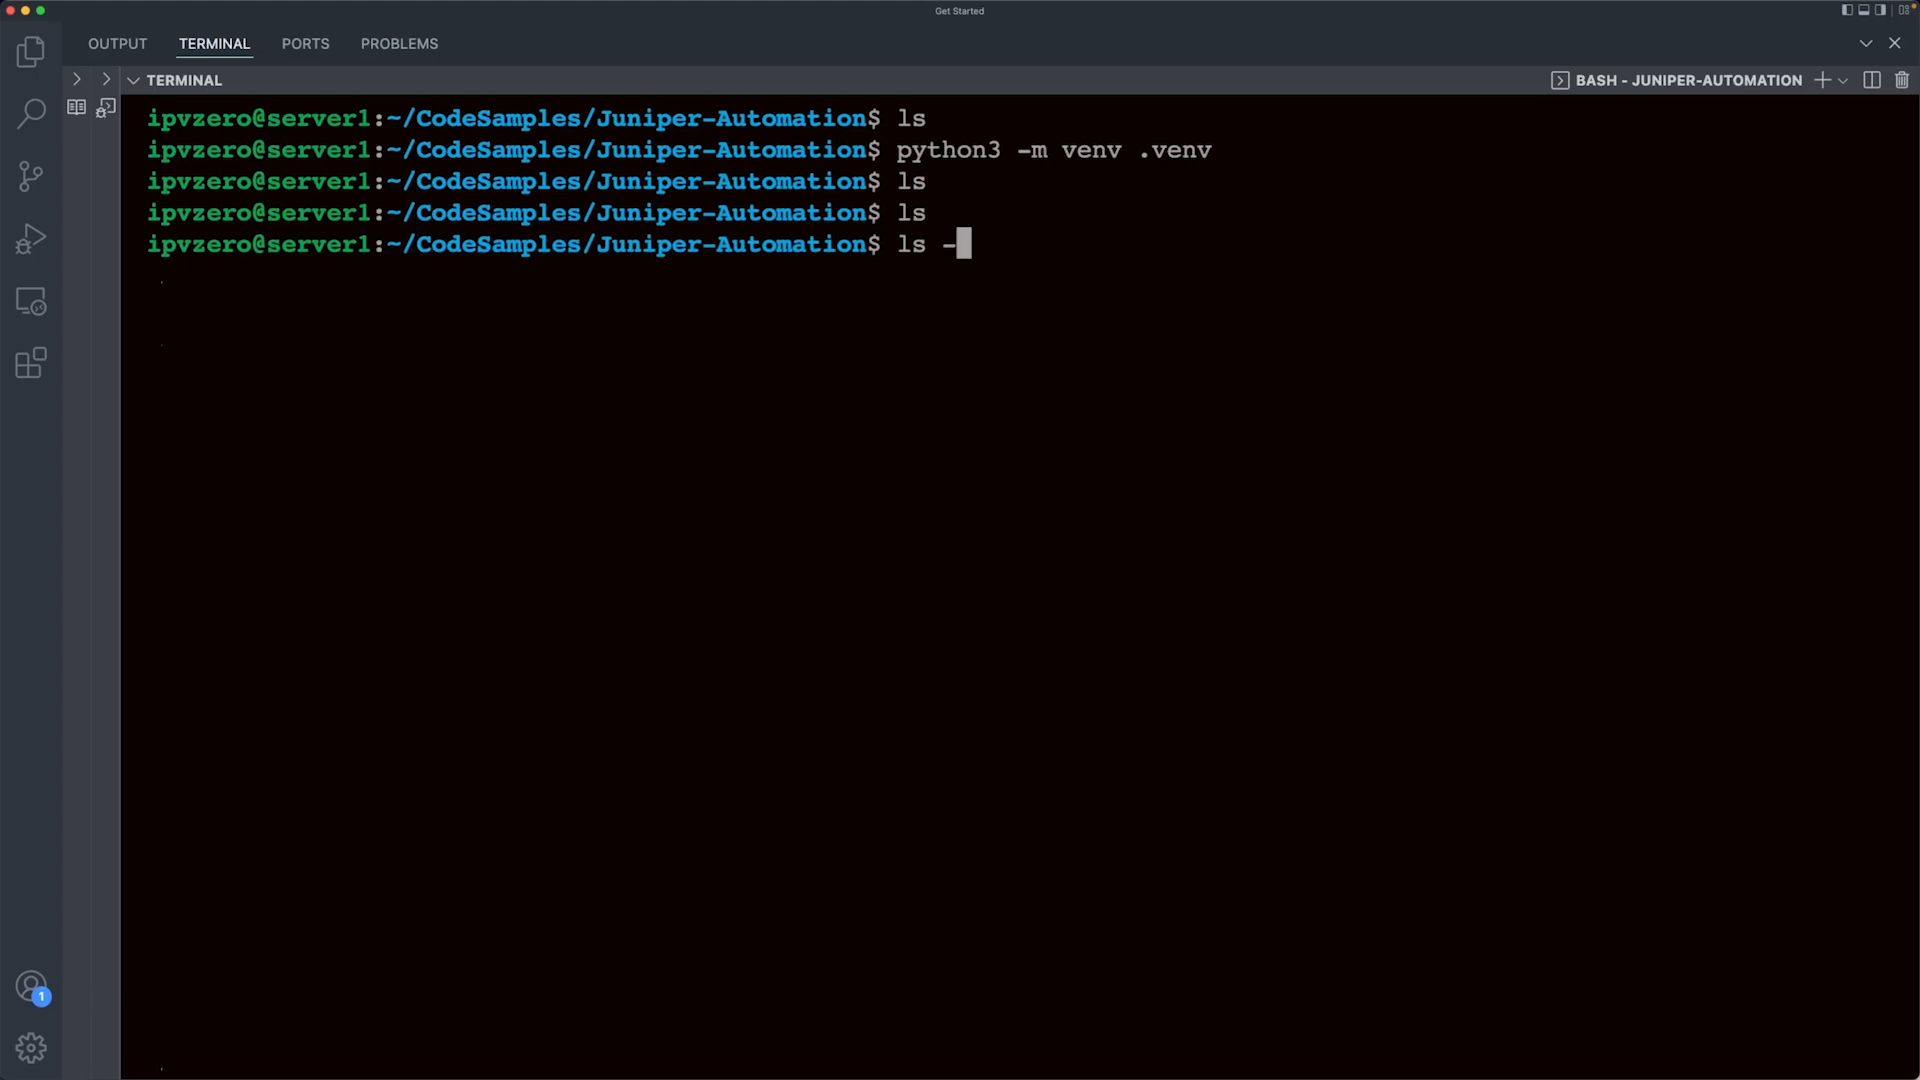 Get Started
OUTPUT TERMINAL PORTS PROBLEMS
TERMINAL BASH - JUNIPER-AUTOMATION
ipvzero@server1:~/CodeSamples/Juniper-Automation$ ls
ipvzero@server1:~/CodeSamples/Juniper-Automation$ python3 -m venv .venv
ipvzero@server1:~/CodeSamples/Juniper-Automation$ ls
ipvzero@server1:~/CodeSamples/Juniper-Automation$ ls
ipvzero@server1:~/CodeSamples/Juniper-Automation$ ls -
1